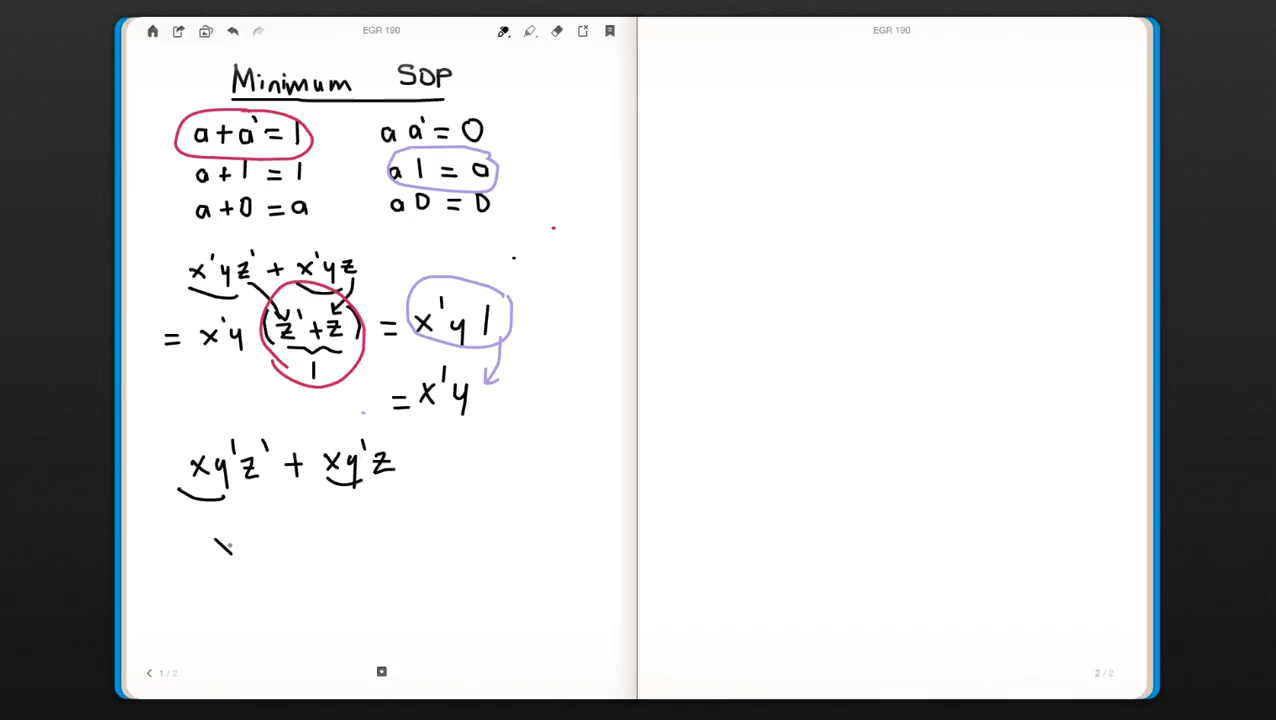 EGR 190
EGR 190
Minimum SOP
a + a' = 1
a a' = 0
a + 1 = 1
a 1 = a
a + 0 = a
a 0 = 0
x'yz' + x'yz
= x'y (z' + z) = x'y 1
1
= x'y
xy'z' + xy'z
1 / 2
2 / 2